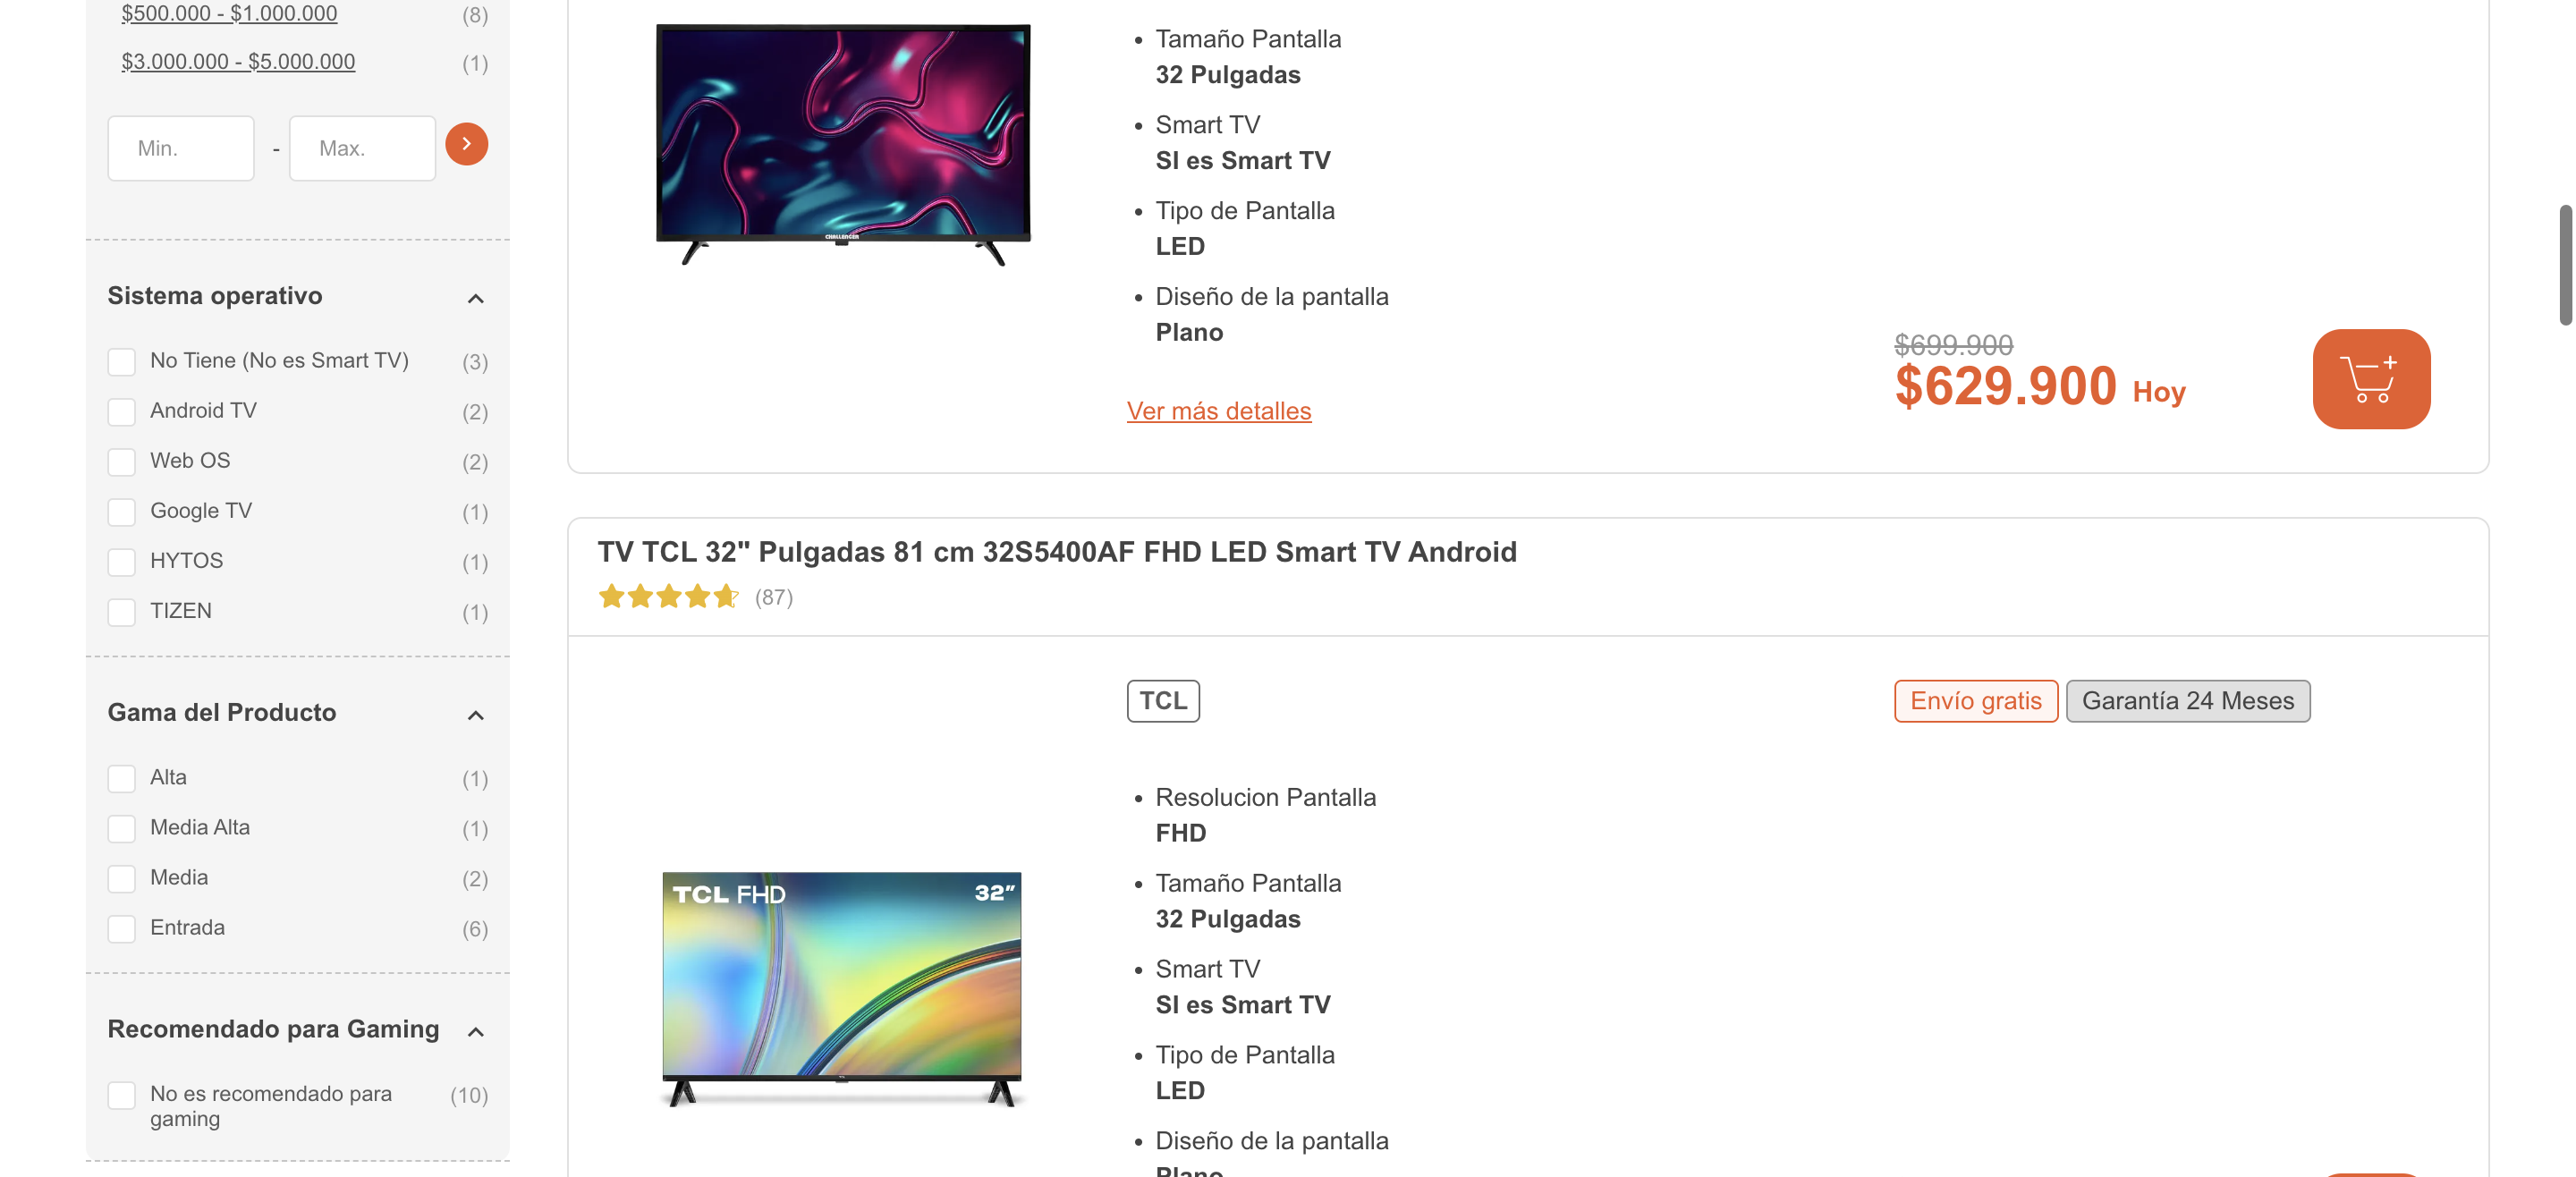 $500.000 - $1.000.000 (8)
$3.000.000 - $5.000.000 (1)
Min. - Max.
Sistema operativo
No Tiene (No es Smart TV) (3)
Android TV (2)
Web OS (2)
Google TV (1)
HYTOS (1)
TIZEN (1)
Gama del Producto
Alta (1)
Media Alta (1)
Media (2)
Entrada (6)
Recomendado para Gaming
No es recomendado para (10)
gaming
CHALLENGER
Tamaño Pantalla
32 Pulgadas
Smart TV
SI es Smart TV
Tipo de Pantalla
LED
Diseño de la pantalla
Plano
Ver más detalles
$699.900
$629.900 Hoy
TV TCL 32" Pulgadas 81 cm 32S5400AF FHD LED Smart TV Android
(87)
TCL
Envío gratis
Garantía 24 Meses
TCL FHD 32”
Resolucion Pantalla
FHD
Tamaño Pantalla
32 Pulgadas
Smart TV
SI es Smart TV
Tipo de Pantalla
LED
Diseño de la pantalla
Plano